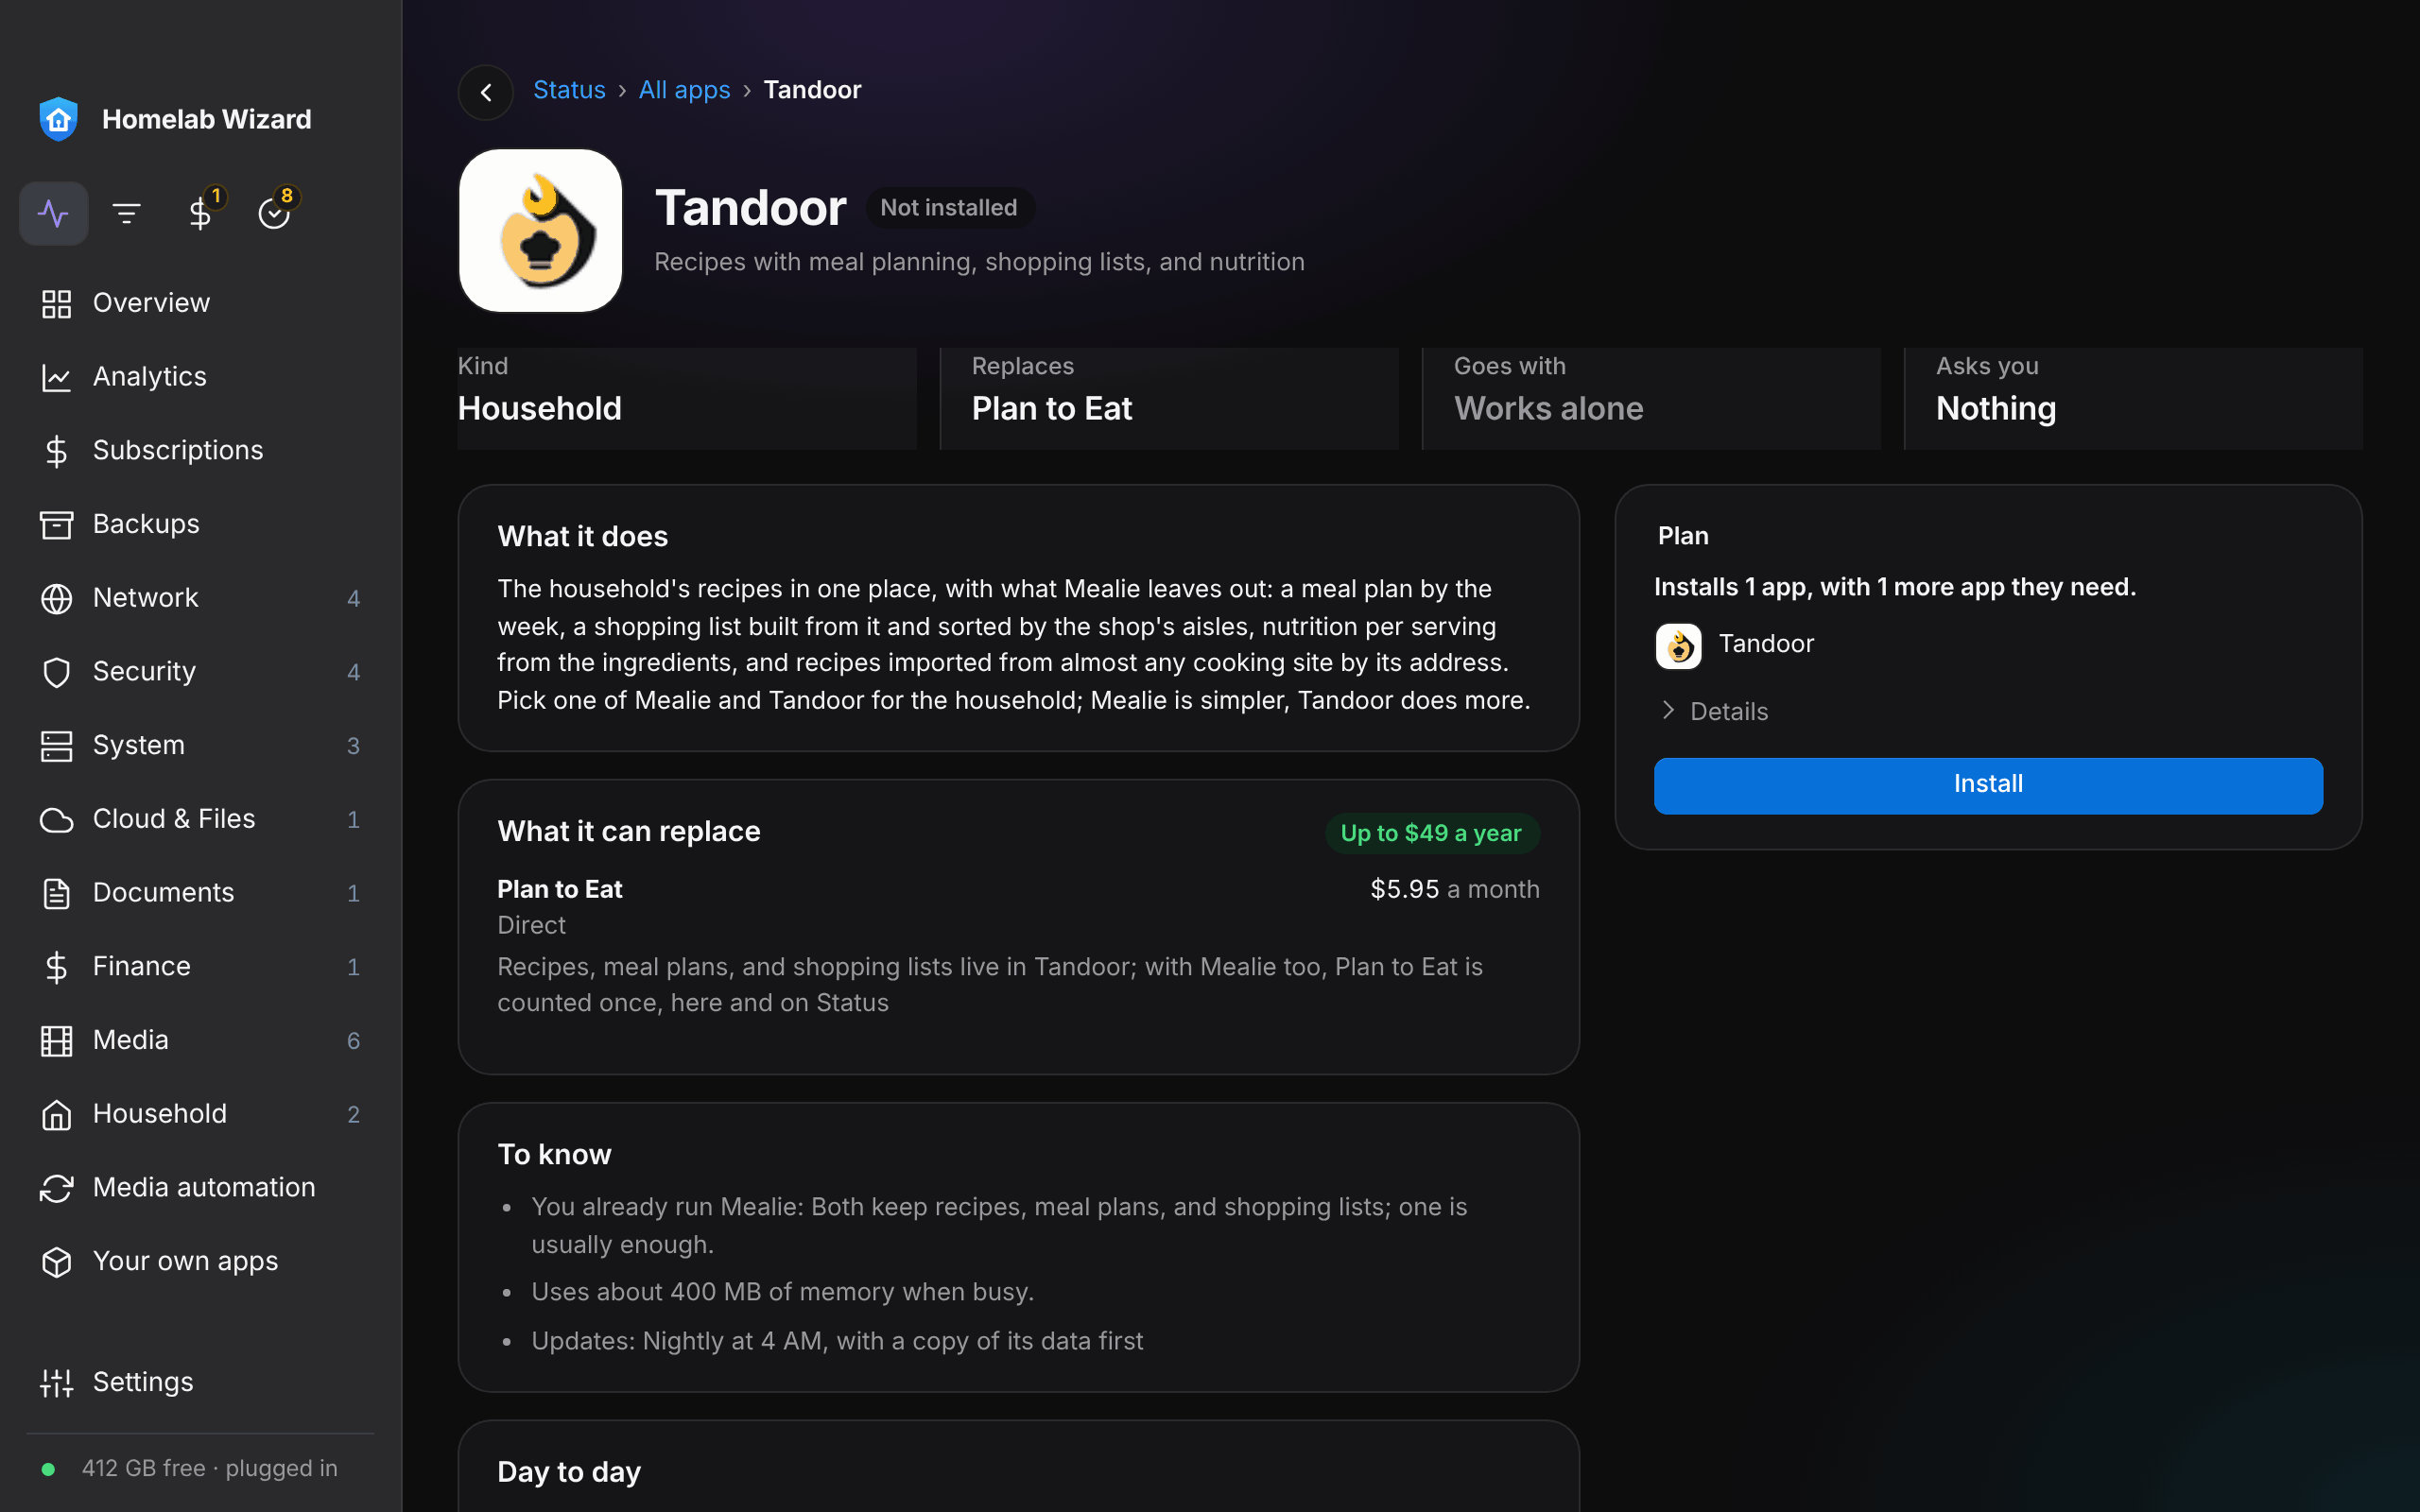 Homelab Wizard
1
8
Overview
Analytics
Subscriptions
Backups
Network 4
Security 4
System 3
Cloud & Files 1
Documents 1
Finance 1
Media 6
Household 2
Media automation
Your own apps
Settings
412 GB free · plugged in
Status › All apps › Tandoor
Tandoor Not installed
Recipes with meal planning, shopping lists, and nutrition
Kind
Household
Replaces
Plan to Eat
Goes with
Works alone
Asks you
Nothing
What it does
The household's recipes in one place, with what Mealie leaves out: a meal plan by the
week, a shopping list built from it and sorted by the shop's aisles, nutrition per serving
from the ingredients, and recipes imported from almost any cooking site by its address.
Pick one of Mealie and Tandoor for the household; Mealie is simpler, Tandoor does more.
What it can replace Up to $49 a year
Plan to Eat $5.95 a month
Direct
Recipes, meal plans, and shopping lists live in Tandoor; with Mealie too, Plan to Eat is
counted once, here and on Status
To know
• You already run Mealie: Both keep recipes, meal plans, and shopping lists; one is
usually enough.
• Uses about 400 MB of memory when busy.
• Updates: Nightly at 4 AM, with a copy of its data first
Day to day
Plan
Installs 1 app, with 1 more app they need.
Tandoor
Details
Install